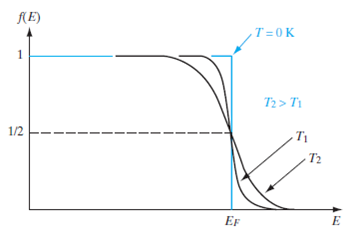 f(E)
T = 0 K
1
T₂ > T₁
1/2
T₁
T₂
E_F
E